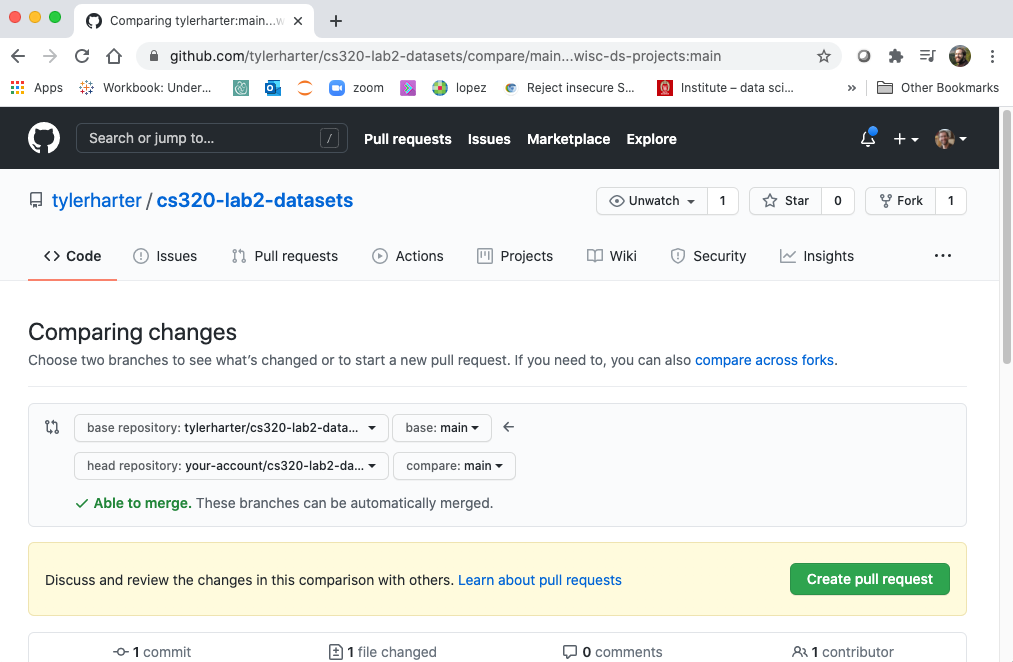 Comparing tylerharter:main...w
github.com/tylerharter/cs320-lab2-datasets/compare/main...wisc-ds-projects:main
Apps Workbook: Under... zoom lopez Reject insecure S... Institute – data sci... » Other Bookmarks
Search or jump to... / Pull requests Issues Marketplace Explore
tylerharter / cs320-lab2-datasets Unwatch 1 Star 0 Fork 1
Code Issues Pull requests Actions Projects Wiki Security Insights ...
Comparing changes
Choose two branches to see what's changed or to start a new pull request. If you need to, you can also compare across forks.
base repository: tylerharter/cs320-lab2-data... base: main
head repository: your-account/cs320-lab2-da... compare: main
Able to merge. These branches can be automatically merged.
Discuss and review the changes in this comparison with others. Learn about pull requests Create pull request
1 commit 1 file changed 0 comments 1 contributor